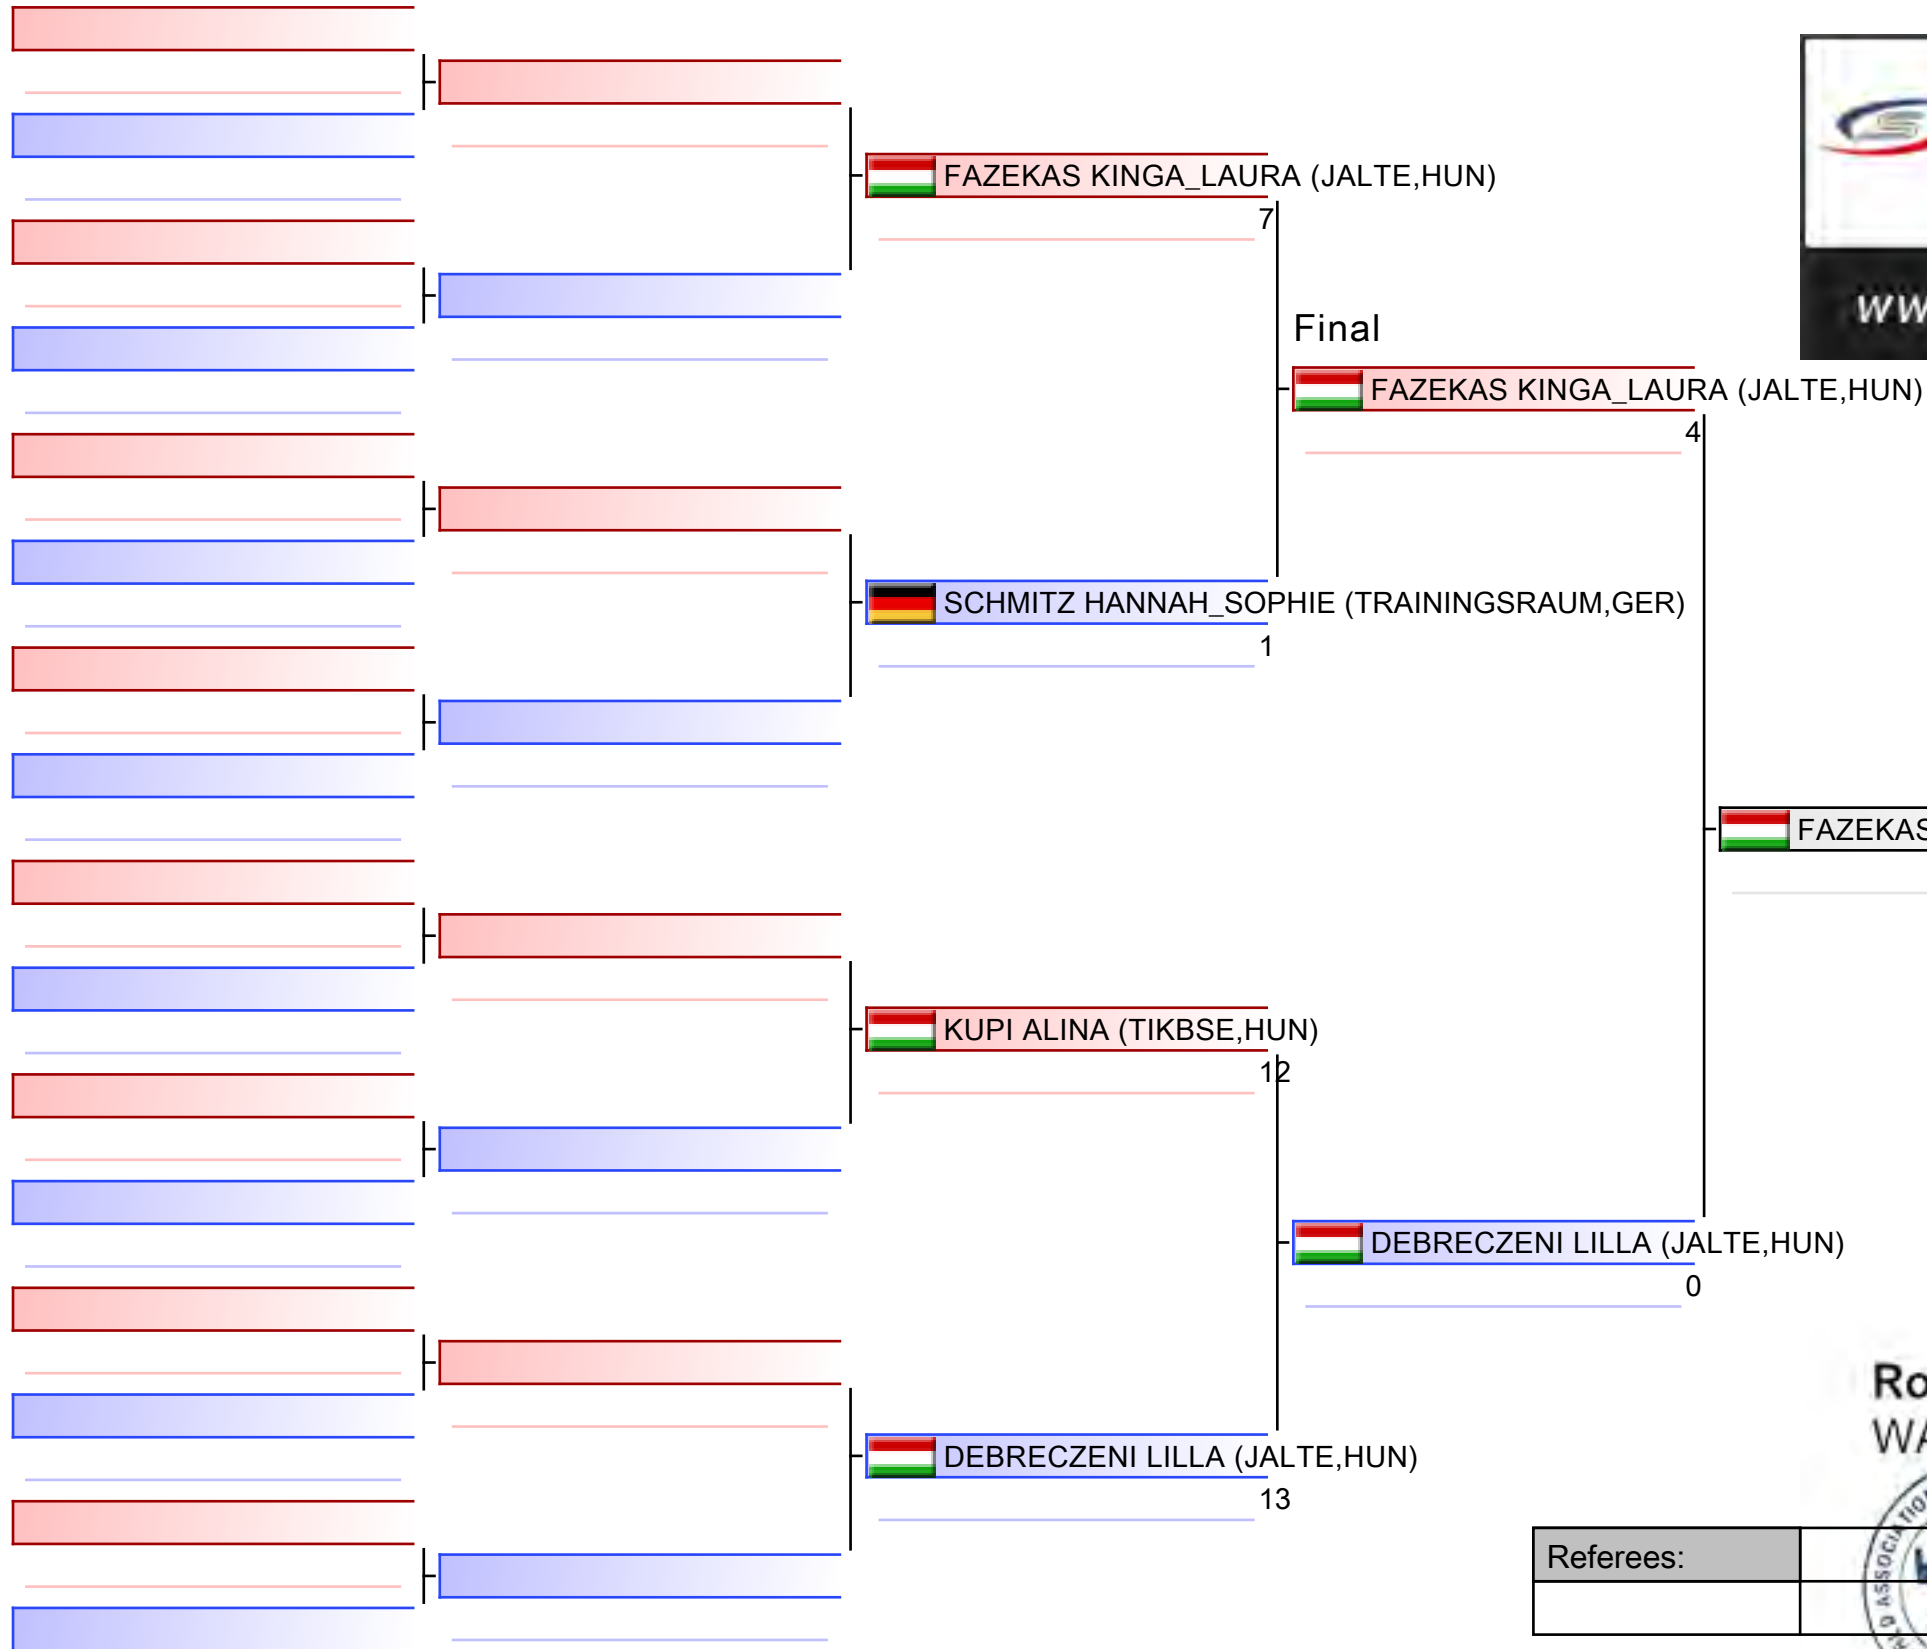 FAZEKAS KINGA_LAURA (JALTE,HUN)
7
Final
FAZEKAS KINGA_LAURA (JALTE,HUN)
4
SCHMITZ HANNAH_SOPHIE (TRAININGSRAUM,GER)
1
FAZEKAS
KUPI ALINA (TIKBSE,HUN)
12
DEBRECZENI LILLA (JALTE,HUN)
0
DEBRECZENI LILLA (JALTE,HUN)
13
Referees: